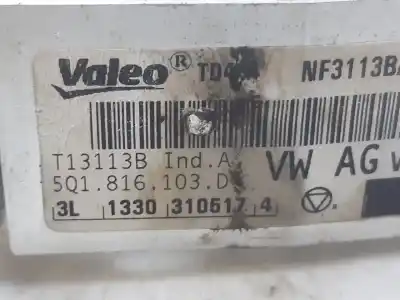 Valeo® TD NF3113B
T13113B Ind.A VW AG
5Q1.816.103.D
3L 1330 310517 4